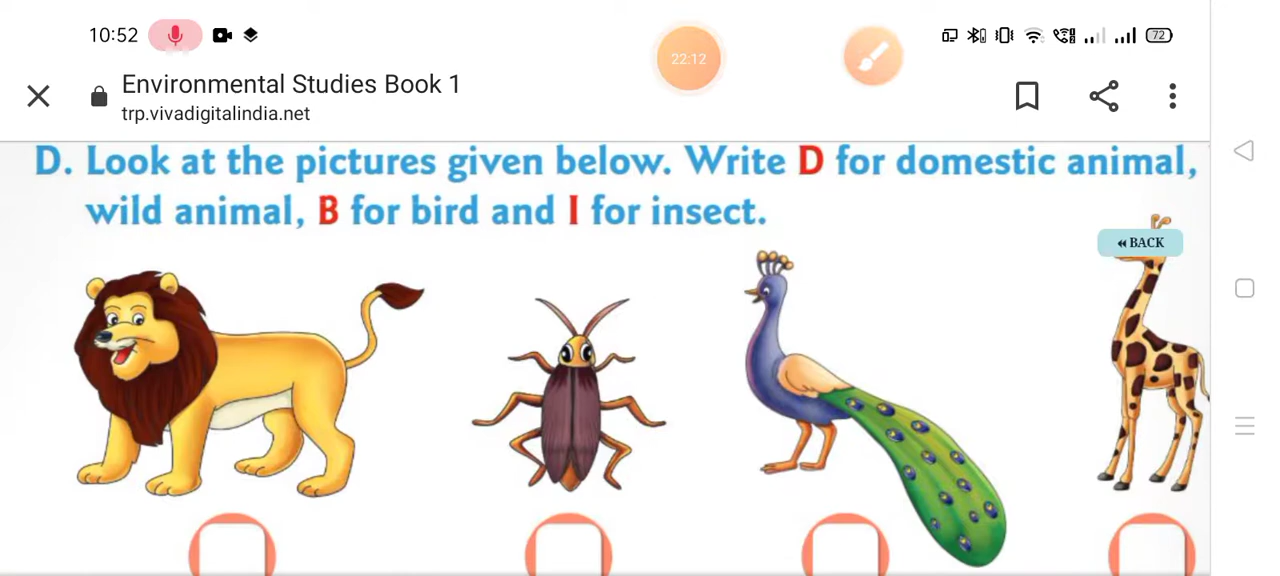 10:52
22:12
72
Environmental Studies Book 1
trp.vivadigitalindia.net
D. Look at the pictures given below. Write D for domestic animal,
wild animal, B for bird and I for insect.
BACK